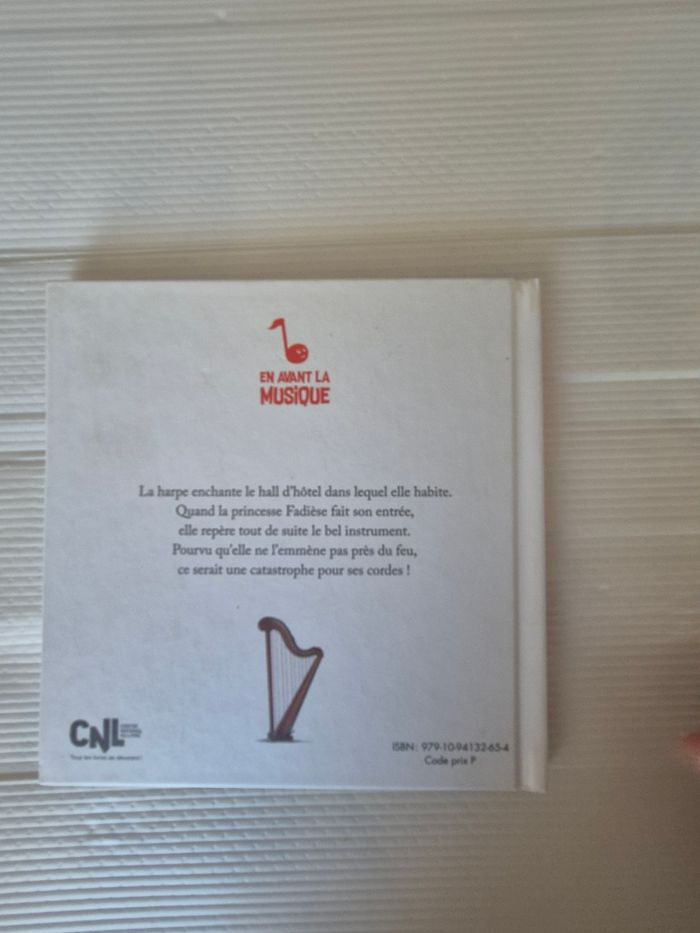 EN AVANT LA
MUSiQUE
La harpe enchante le hall d'hôtel dans lequel elle habite.
Quand la princesse Fadièse fait son entrée,
elle repère tout de suite le bel instrument.
Pourvu qu'elle ne l'emmène pas près du feu,
ce serait une catastrophe pour ses cordes !
CNL
ISBN : 979-10-94132-65-4
Code prix P